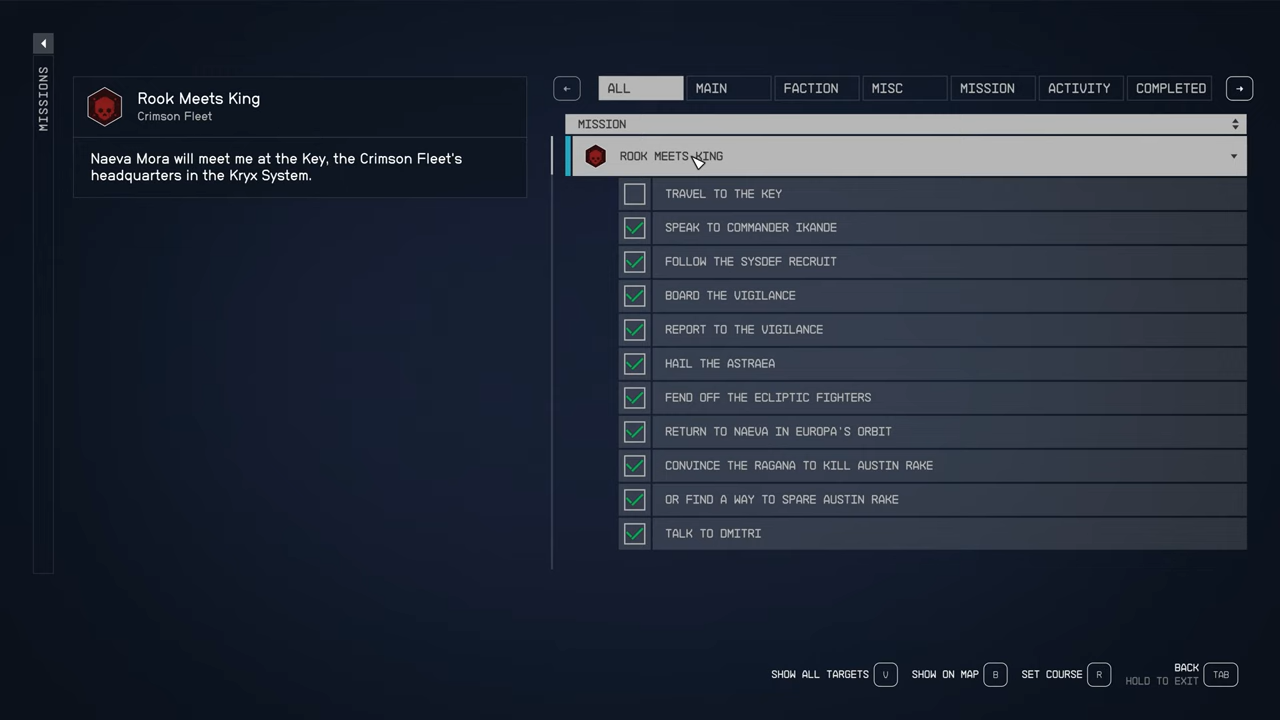 MISSIONS
Rook Meets King
Crimson Fleet
Naeva Mora will meet me at the Key, the Crimson Fleet's
headquarters in the Kryx System.
ALL
MAIN
FACTION
MISC
MISSION
ACTIVITY
COMPLETED
MISSION
ROOK MEETS KING
TRAVEL TO THE KEY
SPEAK TO COMMANDER IKANDE
FOLLOW THE SYSDEF RECRUIT
BOARD THE VIGILANCE
REPORT TO THE VIGILANCE
HAIL THE ASTRAEA
FEND OFF THE ECLIPTIC FIGHTERS
RETURN TO NAEVA IN EUROPA'S ORBIT
CONVINCE THE RAGANA TO KILL AUSTIN RAKE
OR FIND A WAY TO SPARE AUSTIN RAKE
TALK TO DMITRI
SHOW ALL TARGETS V
SHOW ON MAP B
SET COURSE R
BACK
HOLD TO EXIT
TAB